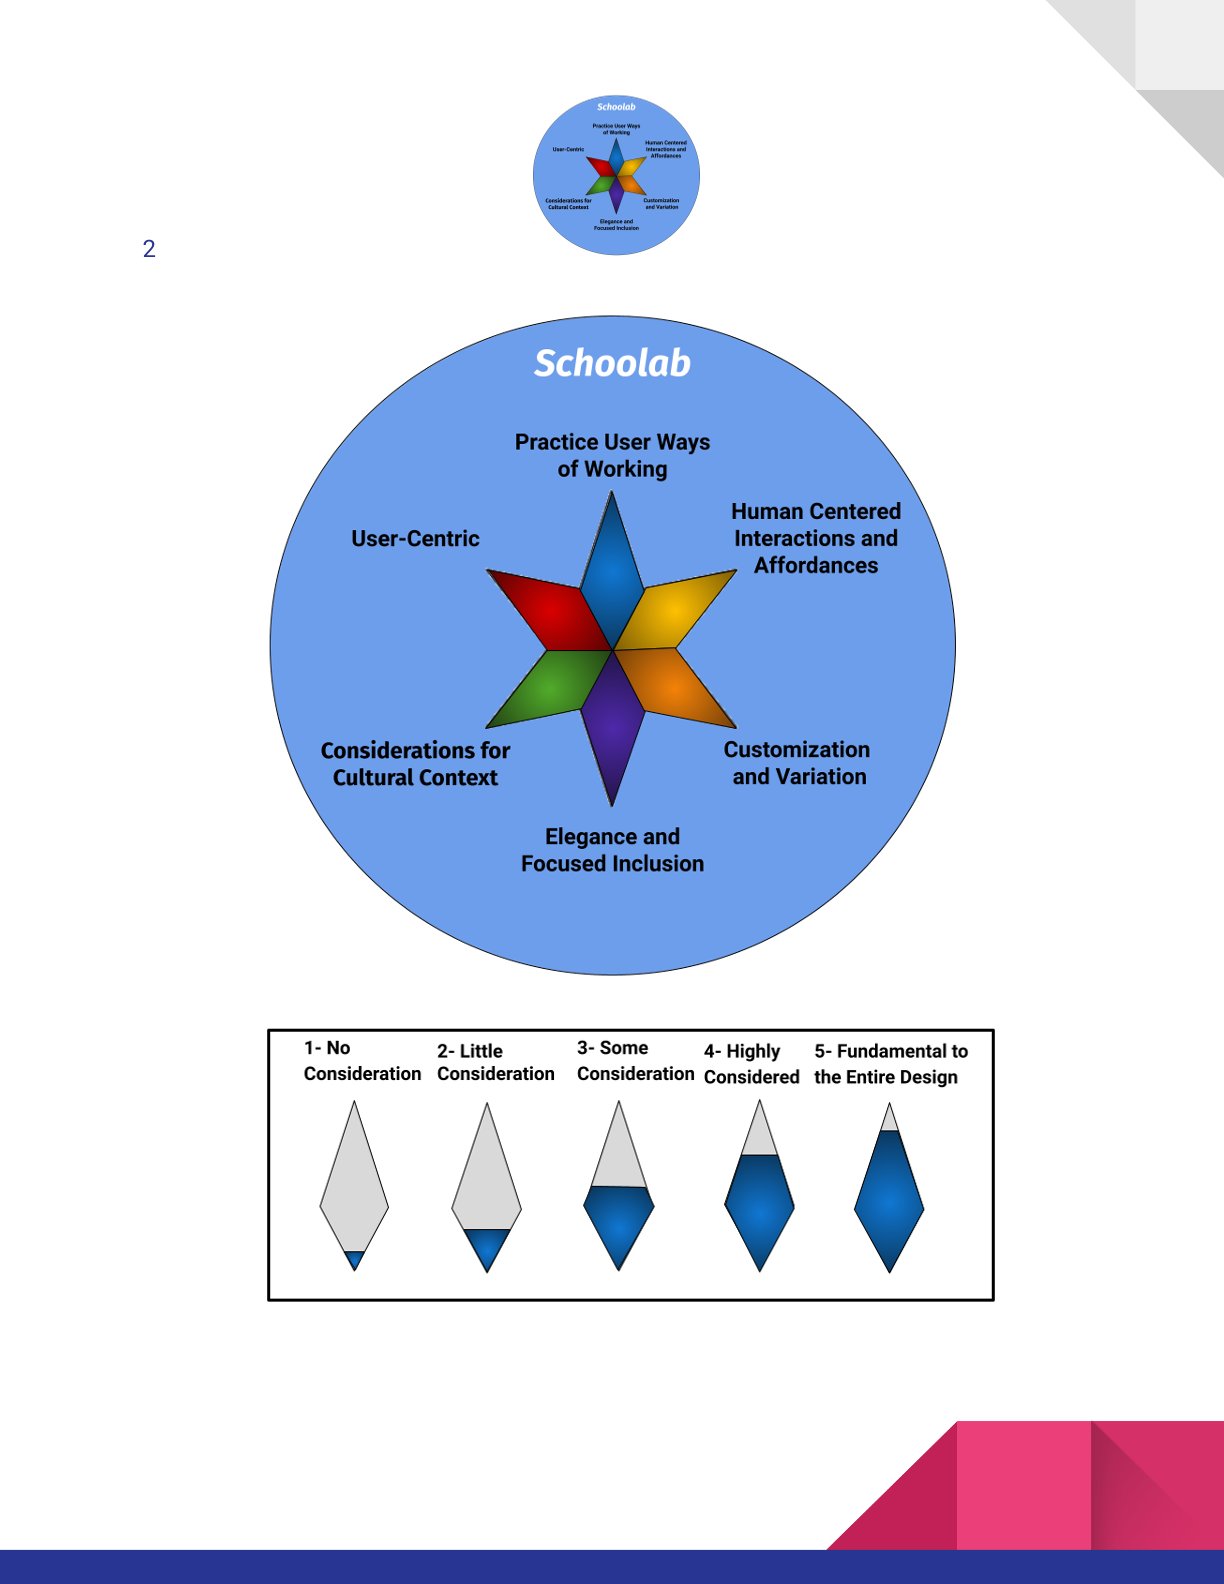 Schoolab
Practice User Ways
of Working
User-Centric
Human Centered
Interactions and
Affordances
Considerations for
Cultural Context
Customization
and Variation
Elegance and
Focused Inclusion
2
Schoolab
Practice User Ways
of Working
User-Centric
Human Centered
Interactions and
Affordances
Considerations for
Cultural Context
Customization
and Variation
Elegance and
Focused Inclusion
1- No
Consideration
2- Little
Consideration
3- Some
Consideration
4- Highly
Considered
5- Fundamental to
the Entire Design